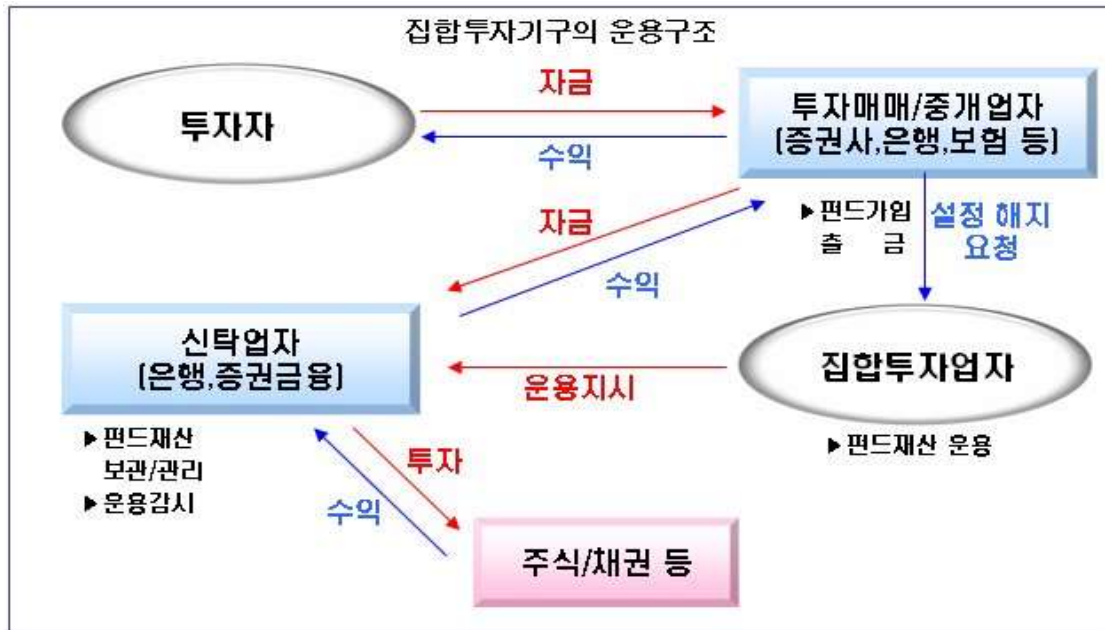 집합투자기구의 운용구조
투자자
자금
수익
투자매매/중개업자
(증권사,은행,보험 등)
자금
수익
▶펀드가입
출 금
설정 해지
요청
신탁업자
(은행,증권금융)
운용지시
집합투자업자
▶펀드재산
보관/관리
▶운용감시
투자
수익
▶펀드재산 운용
주식/채권 등